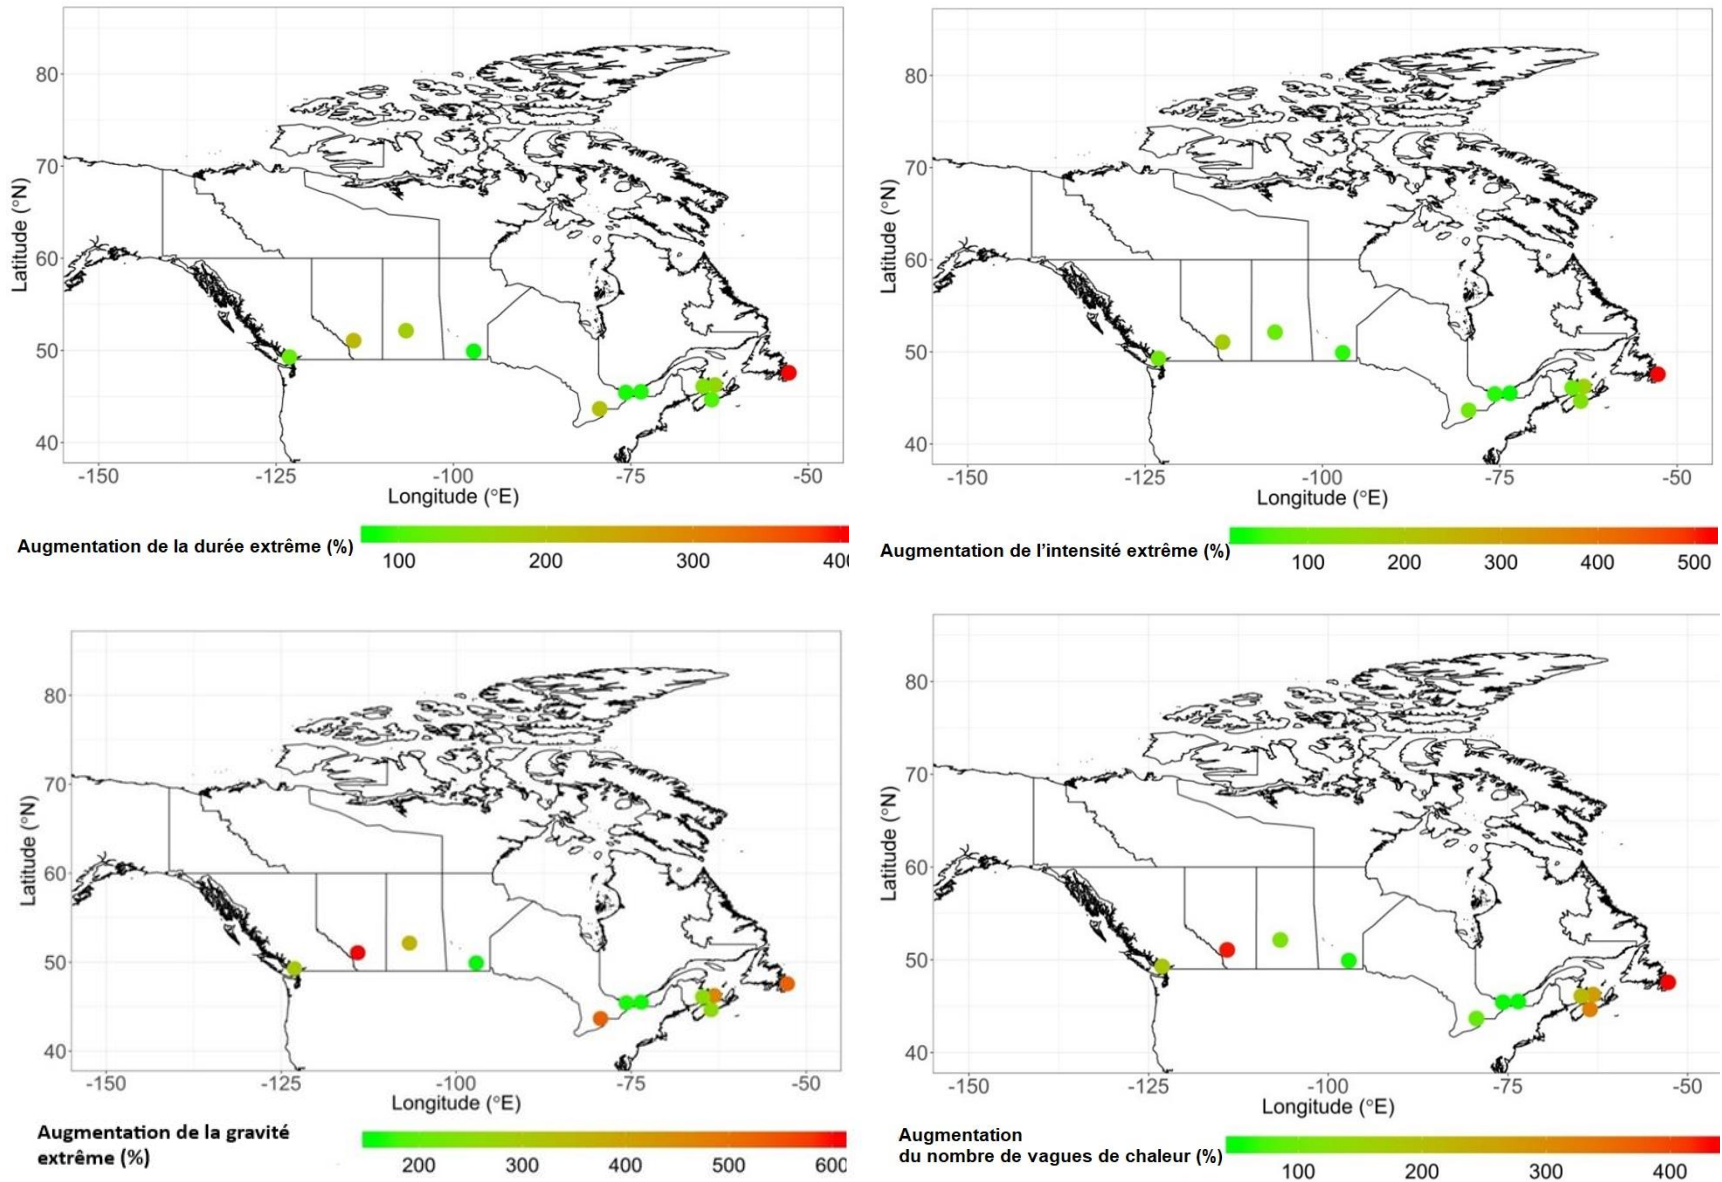 80
70
60
50
40
Latitude (°N)
-150 -125 -100 -75 -50
Longitude (°E)
Augmentation de la durée extrême (%)
100 200 300
80
70
60
50
40
Latitude (°N)
-150 -125 -100 -75 -50
Longitude (°E)
Augmentation de l’intensité extrême (%)
100 200 300 400 500
80
70
60
50
40
Latitude (°N)
-150 -125 -100 -75 -50
Longitude (°E)
Augmentation de la gravité
extrême (%)
200 300 400 500 600
80
70
60
50
40
Latitude (°N)
-150 -125 -100 -75 -50
Longitude (°E)
Augmentation
du nombre de vagues de chaleur (%)
100 200 300 400